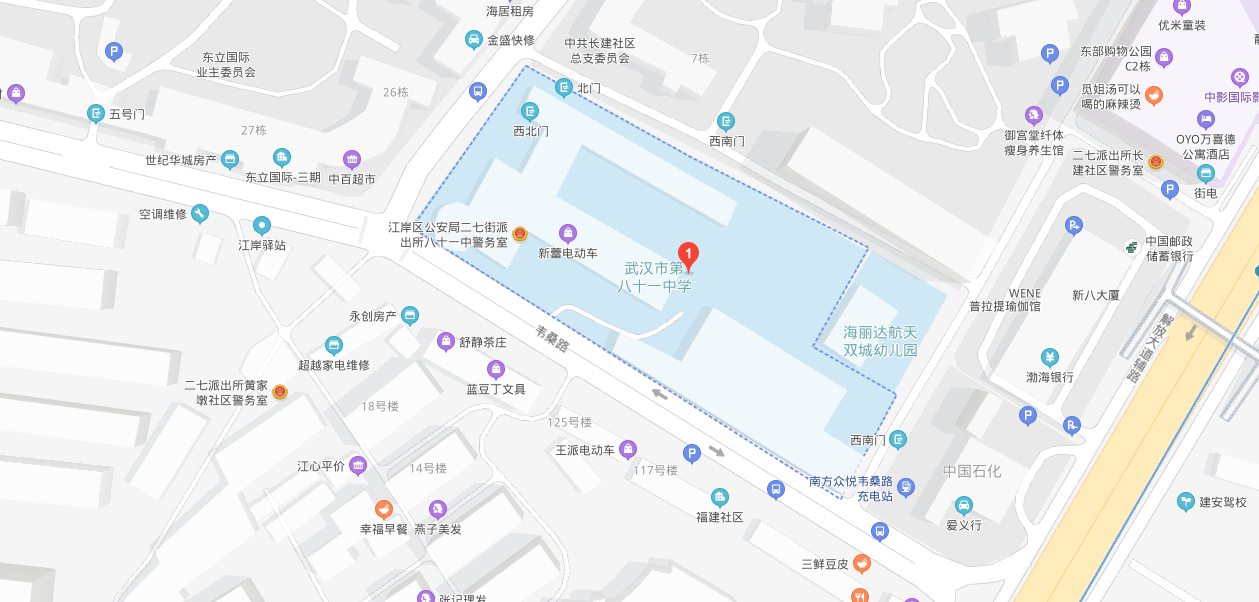 海居租房
金盛快修
中共长建社区
总支委员会
7栋
优米童装
东部购物公园
C2栋
东立国际
业主委员会
26栋
北门
觅姐汤可以
喝的麻辣烫
中影国际影
五号门
27栋
西北门
西南门
御宫堂纤体
瘦身养生馆
OYO万喜德
公寓酒店
世纪华城房产
东立国际-三期
中百超市
二七派出所长
建社区警务室
街电
空调维修
江岸驿站
江岸区公安局二七街派
出所八十一中警务室
新蕾电动车
1
武汉市第
八十一中学
中国邮政
储蓄银行
WENE
普拉提瑜伽馆
新八大厦
永创房产
舒静茶庄
韦桑路
海丽达航天
双城幼儿园
解放大道辅路
超越家电维修
蓝豆丁文具
渤海银行
二七派出所黄家
墩社区警务室
18号楼
125号楼
王派电动车
西南门
江心平价
14号楼
117号楼
南方众悦韦桑路
充电站
中国石化
福建社区
幸福早餐
燕子美发
爱义行
建安驾校
三鲜豆皮
张记理发